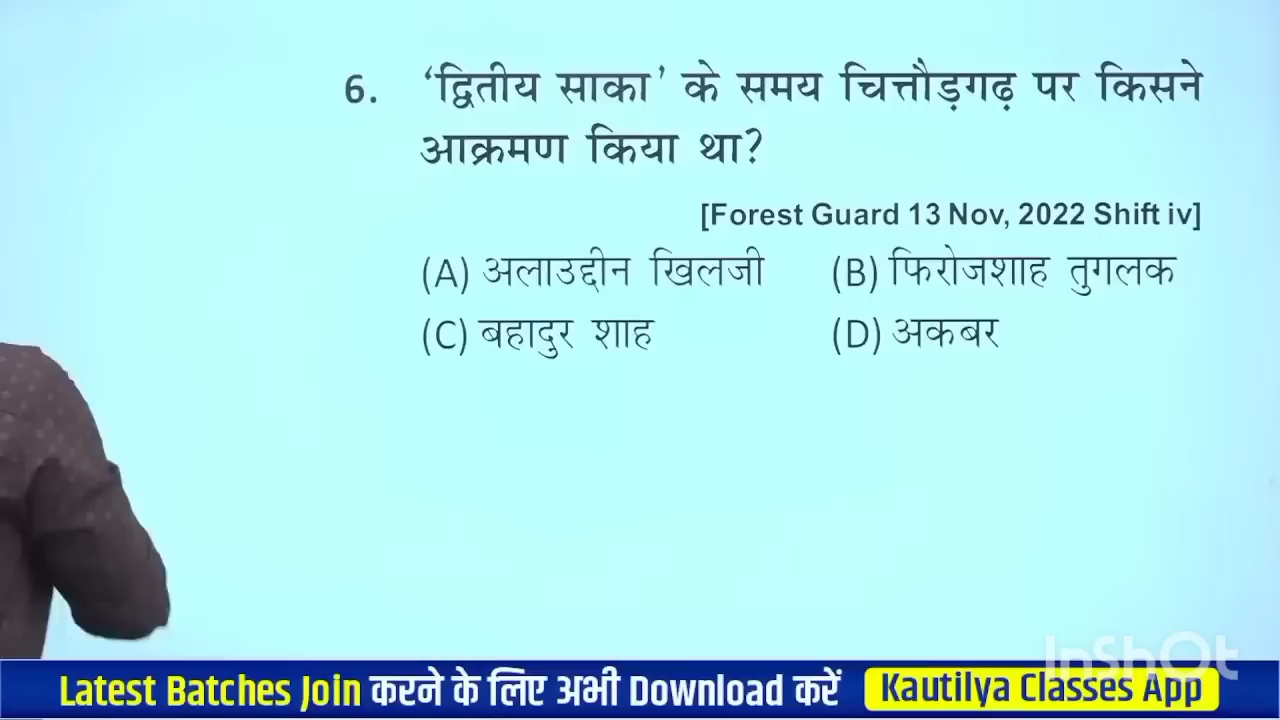 6. ‘द्वितीय साका’ के समय चित्तौड़गढ़ पर किसने
आक्रमण किया था?
[Forest Guard 13 Nov, 2022 Shift iv]
(A) अलाउद्दीन खिलजी (B) फिरोजशाह तुगलक
(C) बहादुर शाह (D) अकबर
InShOt
Latest Batches Join करने के लिए अभी Download करें Kautilya Classes App